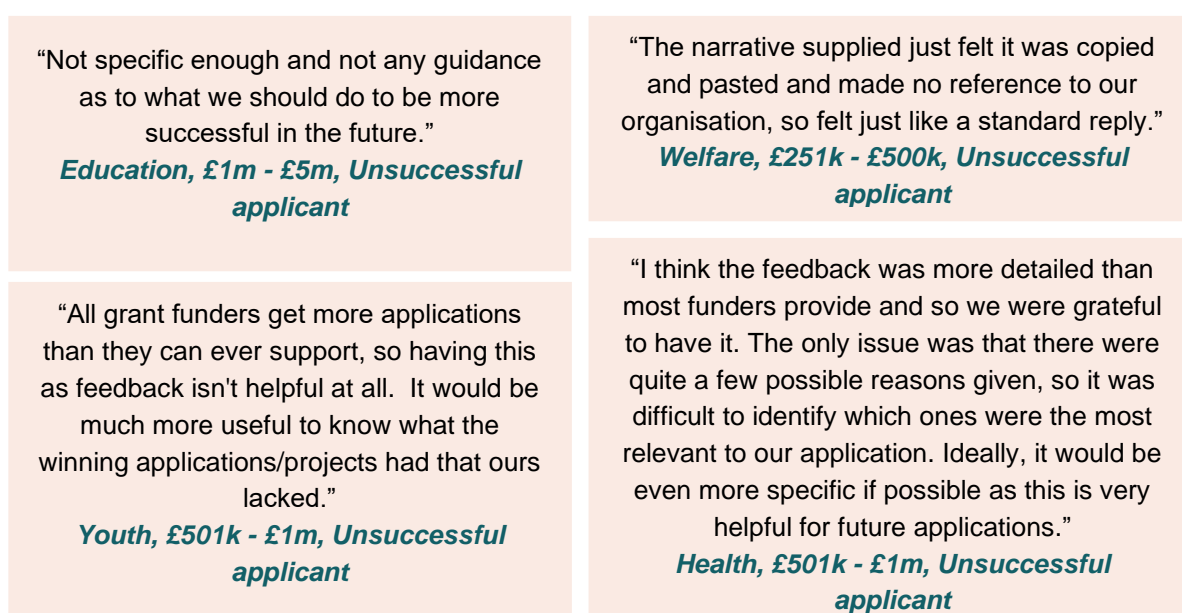 “Not specific enough and not any guidance
as to what we should do to be more
successful in the future.”
Education, £1m - £5m, Unsuccessful
applicant
“All grant funders get more applications
than they can ever support, so having this
as feedback isn't helpful at all.  It would be
much more useful to know what the
winning applications/projects had that ours
lacked.”
Youth, £501k - £1m, Unsuccessful
applicant
“The narrative supplied just felt it was copied
and pasted and made no reference to our
organisation, so felt just like a standard reply.”
Welfare, £251k - £500k, Unsuccessful
applicant
“I think the feedback was more detailed than
most funders provide and so we were grateful
to have it. The only issue was that there were
quite a few possible reasons given, so it was
difficult to identify which ones were the most
relevant to our application. Ideally, it would be
even more specific if possible as this is very
helpful for future applications.”
Health, £501k - £1m, Unsuccessful
applicant